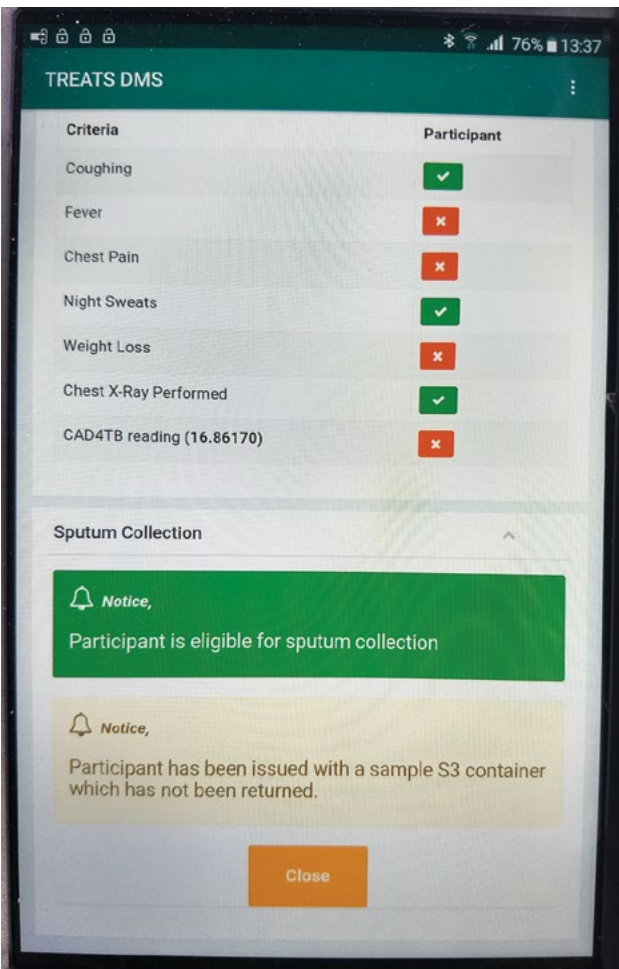 76% 13:37
TREATS DMS
Criteria Participant
Coughing
Fever
Chest Pain
Night Sweats
Weight Loss
Chest X-Ray Performed
CAD4TB reading (16.86170)
Sputum Collection
Notice,
Participant is eligible for sputum collection
Notice,
Participant has been issued with a sample S3 container
which has not been returned.
Close